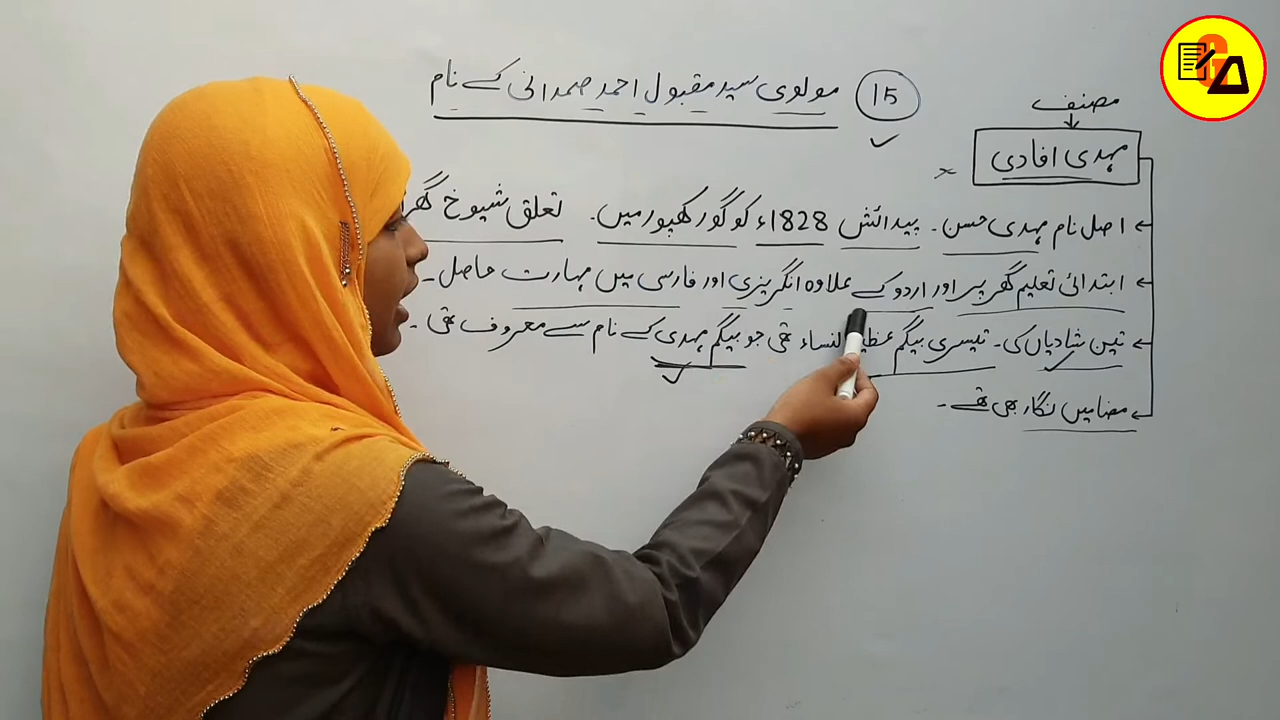 15 مولوی سید مقبول احمد صمدانی کے نام
مصنف
مہدی افادی
اصل نام مہدی حسن۔ پیدائش 1828ء کو گورکھپور میں۔ تعلق شیوخ
ابتدائی تعلیم گھر پر اور اردو کے علاوہ انگریزی اور فارسی میں مہارت حاصل۔
تین شادیاں کی۔ تیسری بیگم النساء تھی جو بیگم مہدی کے نام سے معروف تھی۔
مضامیں نگار بھی تھے۔